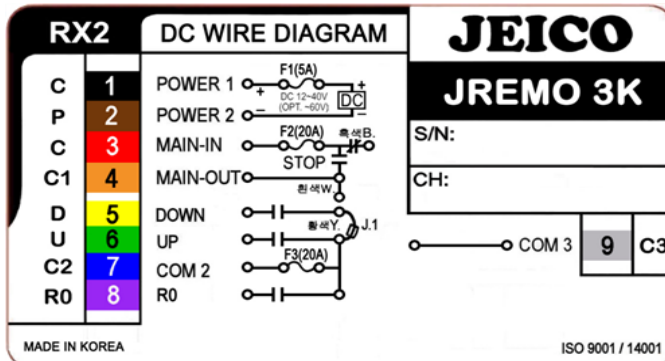 RX2 DC WIRE DIAGRAM JEICO
JREMO 3K
S/N:
CH:
C 1 POWER 1 + F1(5A) +
DC 12~40V
(OPT. ~60V) DC
P 2 POWER 2 - -
C 3 MAIN-IN F2(20A) 흑색B.
STOP
C1 4 MAIN-OUT
흰색W.
D 5 DOWN
황색Y. J.1
U 6 UP
C2 7 COM 2 F3(20A)
R0 8 R0
COM 3 9 C3
MADE IN KOREA ISO 9001 / 14001